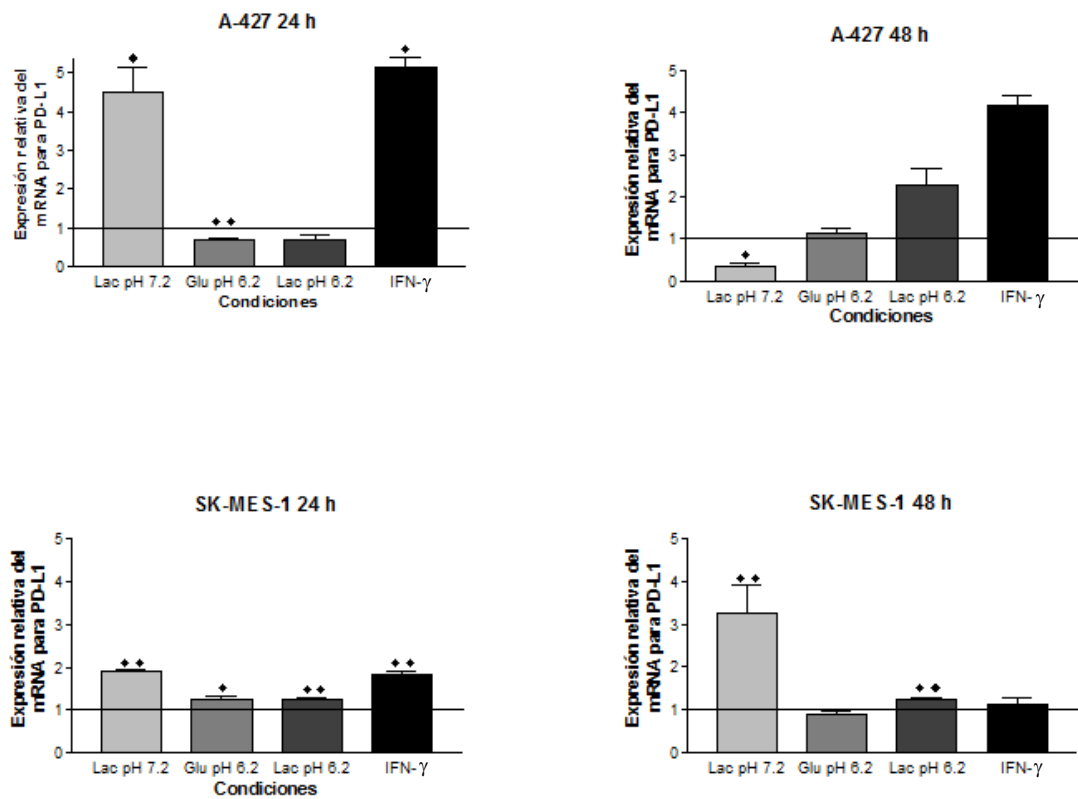 A-427 24 h
Expresión relativa del
mRNA para PD-L1
5
4
3
2
1
0
Lac pH 7.2 Glu pH 6.2 Lac pH 6.2 IFN-γ
Condiciones
A-427 48 h
Expresión relativa del
mRNA para PD-L1
5
4
3
2
1
0
Lac pH 7.2 Glu pH 6.2 Lac pH 6.2 IFN-γ
Condiciones
SK-MES-1 24 h
Expresión relativa del
mRNA para PD-L1
5
4
3
2
1
0
Lac pH 7.2 Glu pH 6.2 Lac pH 6.2 IFN-γ
Condiciones
SK-MES-1 48 h
Expresión relativa del
mRNA para PD-L1
5
4
3
2
1
0
Lac pH 7.2 Glu pH 6.2 Lac pH 6.2 IFN-γ